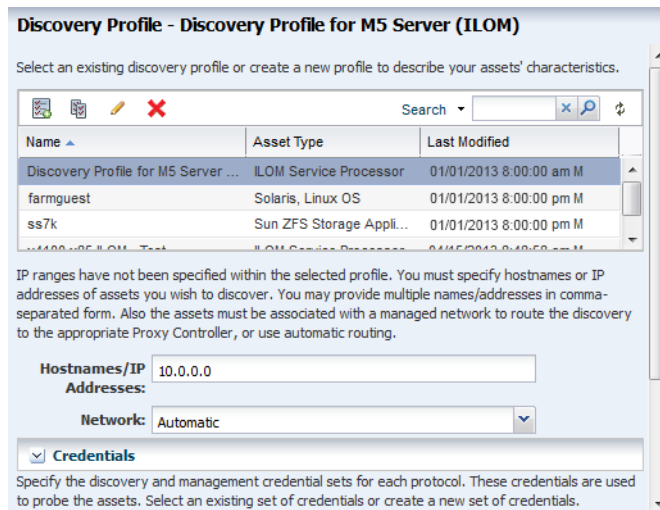 Discovery Profile - Discovery Profile for M5 Server (ILOM)
Select an existing discovery profile or create a new profile to describe your assets' characteristics.
Search
Name Asset Type Last Modified
Discovery Profile for M5 Server ... ILOM Service Processor 01/01/2013 8:00:00 am M
farmguest Solaris, Linux OS 01/01/2013 8:00:00 pm M
ss7k Sun ZFS Storage Appli... 01/01/2013 8:00:00 pm M
ILOM Test ILOM Service Processor
IP ranges have not been specified within the selected profile. You must specify hostnames or IP
addresses of assets you wish to discover. You may provide multiple names/addresses in comma-
separated form. Also the assets must be associated with a managed network to route the discovery
to the appropriate Proxy Controller, or use automatic routing.
Hostnames/IP
Addresses:
10.0.0.0
Network: Automatic
Credentials
Specify the discovery and management credential sets for each protocol. These credentials are used
to probe the assets. Select an existing set of credentials or create a new set of credentials.